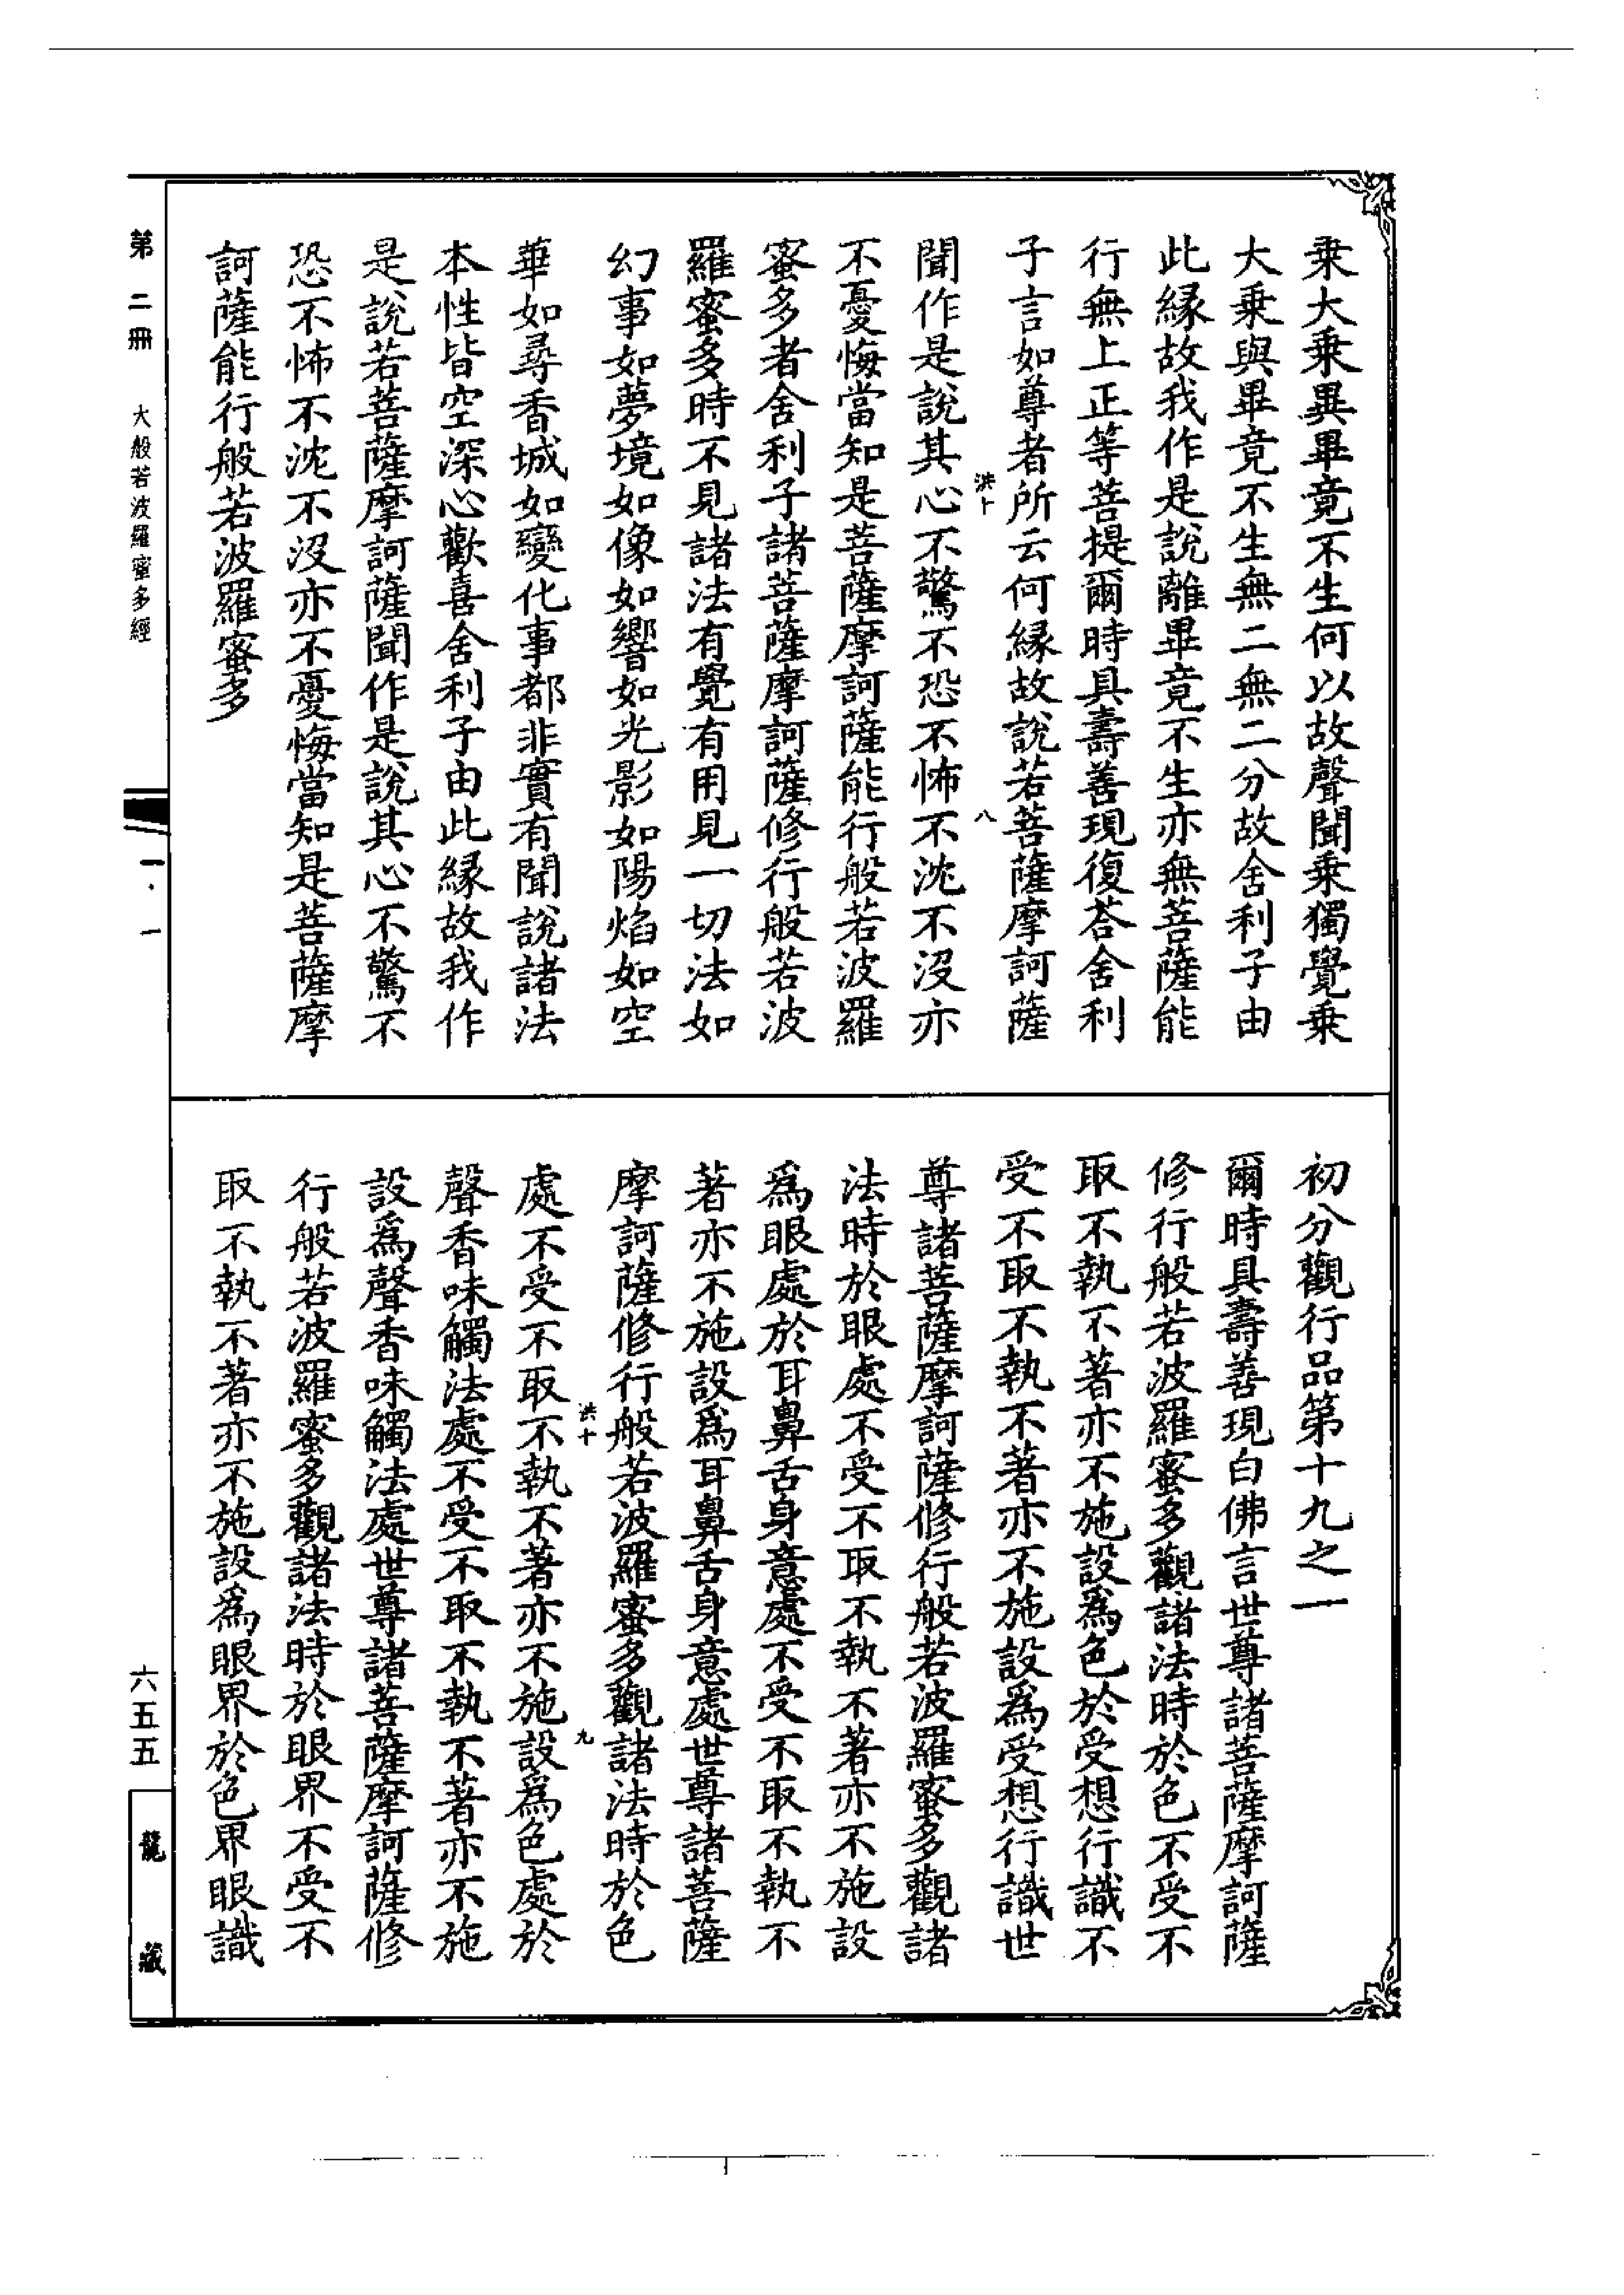 乗大乗異畢竟不生何以故聲聞乗獨覺乗
大乗與畢竟不生無二無二分故舍利子由
此縁故我作是說離畢竟不生亦無菩薩能
行無上正等菩提爾時具壽善現復荅舍利
子言如尊者所云何縁故說若菩薩摩訶薩
洪十 八
聞作是說其心不驚不恐不怖不沈不沒亦
不憂悔當知是菩薩摩訶薩能行般若波羅
蜜多者舍利子諸菩薩摩訶薩修行般若波
羅蜜多時不見諸法有覺有用見一切法如
幻事如夢境如像如響如光影如陽焰如空
華如尋香城如變化事都非實有聞說諸法
本性皆空深心歡喜舍利子由此縁故我作
是說若菩薩摩訶薩聞作是說其心不驚不
恐不怖不沈不沒亦不憂悔當知是菩薩摩
訶薩能行般若波羅蜜多
初分觀行品第十九之一
爾時具壽善現白佛言世尊諸菩薩摩訶薩
修行般若波羅蜜多觀諸法時於色不受不
取不執不著亦不施設爲色於受想行識不
受不取不執不著亦不施設爲受想行識世
尊諸菩薩摩訶薩修行般若波羅蜜多觀諸
法時於眼處不受不取不執不著亦不施設
爲眼處於耳鼻舌身意處不受不取不執不
著亦不施設爲耳鼻舌身意處世尊諸菩薩
摩訶薩修行般若波羅蜜多觀諸法時於色
洪十 九
處不受不取不執不著亦不施設爲色處於
聲香味觸法處不受不取不執不著亦不施
設爲聲香味觸法處世尊諸菩薩摩訶薩修
行般若波羅蜜多觀諸法時於眼界不受不
取不執不著亦不施設爲眼界於色界眼識
第二冊 大般若波羅蜜多經
一·一
六五五
龍藏